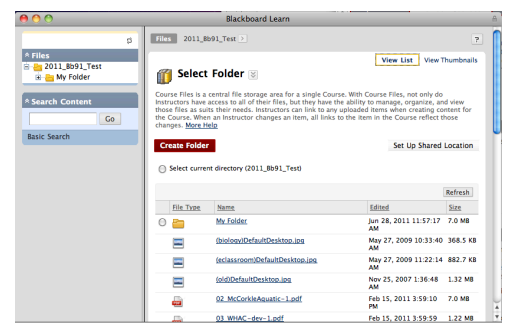 Blackboard Learn
Files
2011_Bb91_Test
My Folder
Search Content
Go
Basic Search
Files 2011_Bb91_Test
?
View List View Thumbnails
Select Folder
Course Files is a central file storage area for a single Course. With Course Files, not only do
Instructors have access to all of their files, but they have the ability to manage, organize, and view
those files as suits their needs. Instructors can link to any uploaded items when creating content for
the Course. When an Instructor changes an item, all links to the item in the Course reflect those
changes. More Help
Create Folder Set Up Shared Location
Select current directory (2011_Bb91_Test)
Refresh
File Type Name Edited Size
My Folder Jun 28, 2011 11:57:17 AM 7.0 MB
(biology)DefaultDesktop.jpg May 27, 2009 10:33:40 AM 368.5 KB
(eclassroom)DefaultDesktop.jpg May 27, 2009 11:22:14 AM 882.7 KB
(old)DefaultDesktop.jpg Nov 25, 2007 1:36:48 AM 1.32 MB
02_McCorkleAquatic-1.pdf Feb 15, 2011 3:59:10 PM 7.0 MB
03_WHAC-dev-1.pdf Feb 15, 2011 3:59:59 1.22 MB